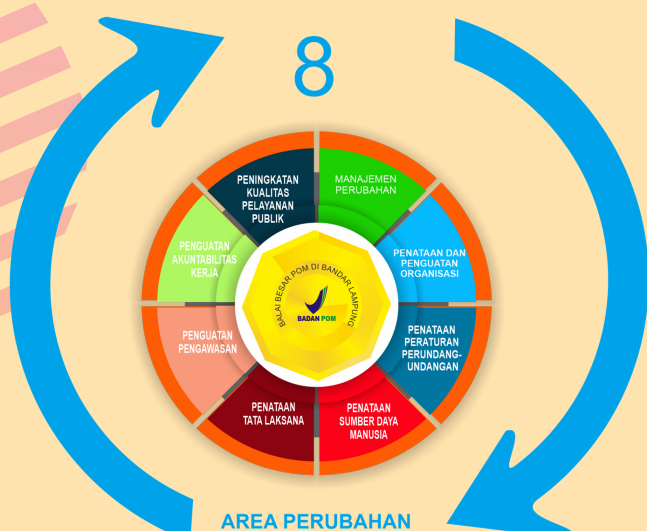 8
MANAJEMEN
PERUBAHAN
PENATAAN DAN
PENGUATAN
ORGANISASI
PENATAAN
PERATURAN
PERUNDANG-
UNDANGAN
PENATAAN
SUMBER DAYA
MANUSIA
PENATAAN
TATA LAKSANA
PENGUATAN
PENGAWASAN
PENGUATAN
AKUNTABILITAS
KERJA
PENINGKATAN
KUALITAS
PELAYANAN
PUBLIK
BALAI BESAR POM DI BANDAR LAMPUNG
BADAN POM
AREA PERUBAHAN